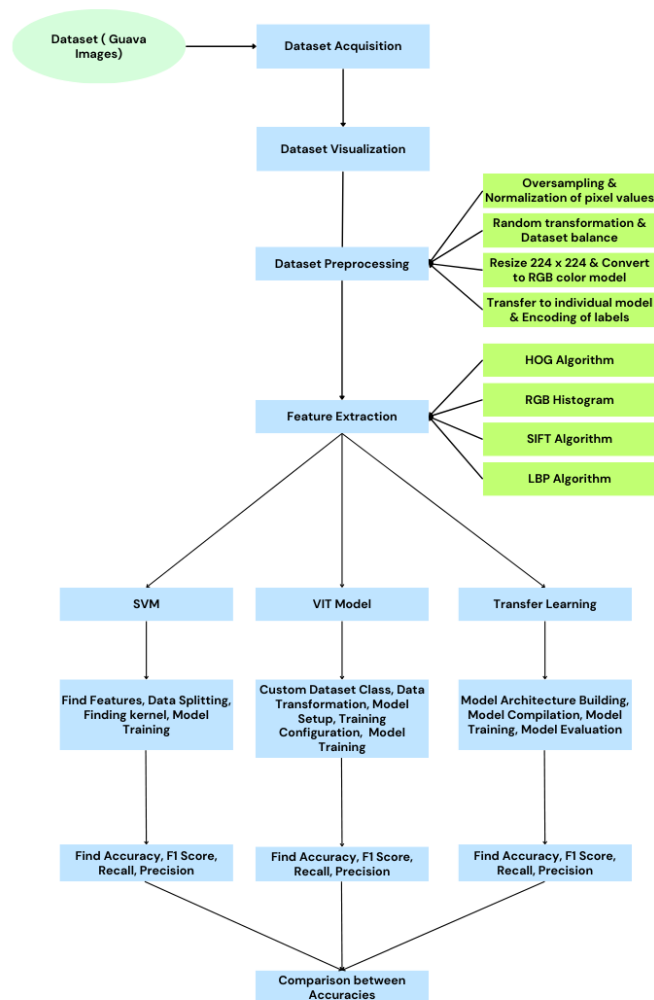 Dataset ( Guava
Images)
Dataset Acquisition
Dataset Visualization
Oversampling &
Normalization of pixel values
Random transformation &
Dataset balance
Dataset Preprocessing
Resize 224 x 224 & Convert
to RGB color model
Transfer to individual model
& Encoding of labels
HOG Algorithm
RGB Histogram
Feature Extraction
SIFT Algorithm
LBP Algorithm
SVM
VIT Model
Transfer Learning
Find Features, Data Splitting,
Finding kernel, Model
Training
Custom Dataset Class, Data
Transformation, Model
Setup, Training
Configuration, Model Training
Model Architecture Building,
Model Compilation, Model
Training, Model Evaluation
Find Accuracy, F1 Score,
Recall, Precision
Find Accuracy, F1 Score,
Recall, Precision
Find Accuracy, F1 Score,
Recall, Precision
Comparison between
Accuracies